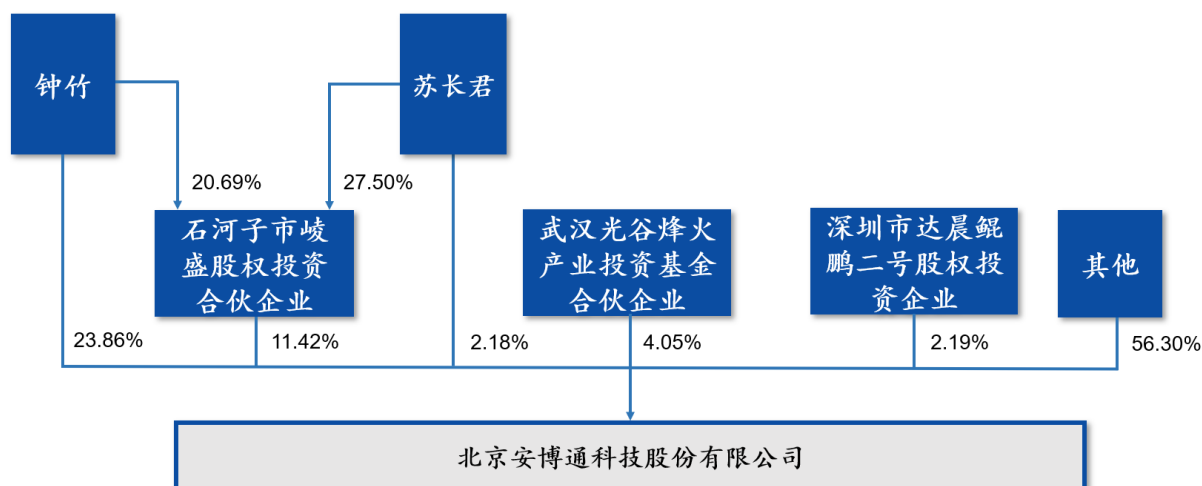 钟竹
苏长君
20.69%
27.50%
石河子市崚
盛股权投资
合伙企业
武汉光谷烽火
产业投资基金
合伙企业
深圳市达晨鲲
鹏二号股权投
资企业
其他
23.86%
11.42%
2.18%
4.05%
2.19%
56.30%
北京安博通科技股份有限公司